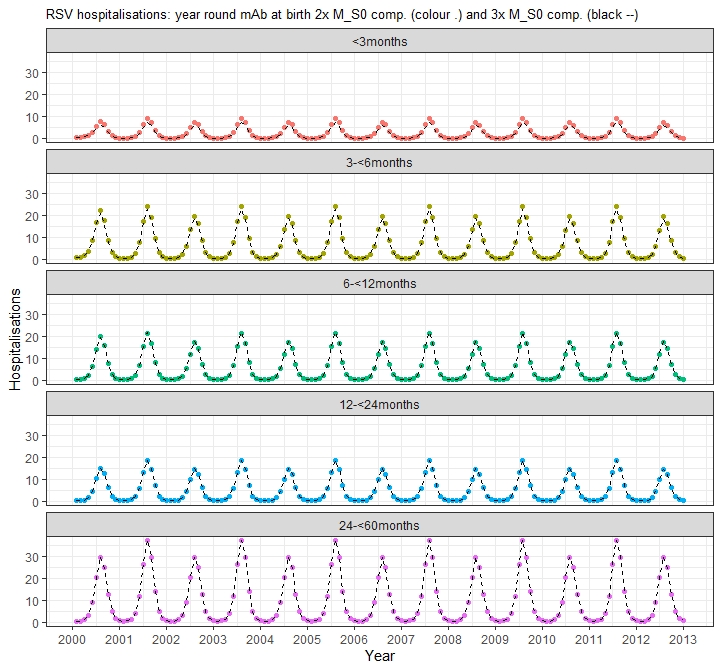 RSV hospitalisations: year round mAb at birth 2x M_S0 comp. (colour .) and 3x M_S0 comp. (black --)
<3months
30
20
10
0
3-<6months
30
20
10
0
6-<12months
30
20
10
0
12-<24months
30
20
10
0
24-<60months
30
20
10
0
Hospitalisations
2000 2001 2002 2003 2004 2005 2006 2007 2008 2009 2010 2011 2012 2013
Year